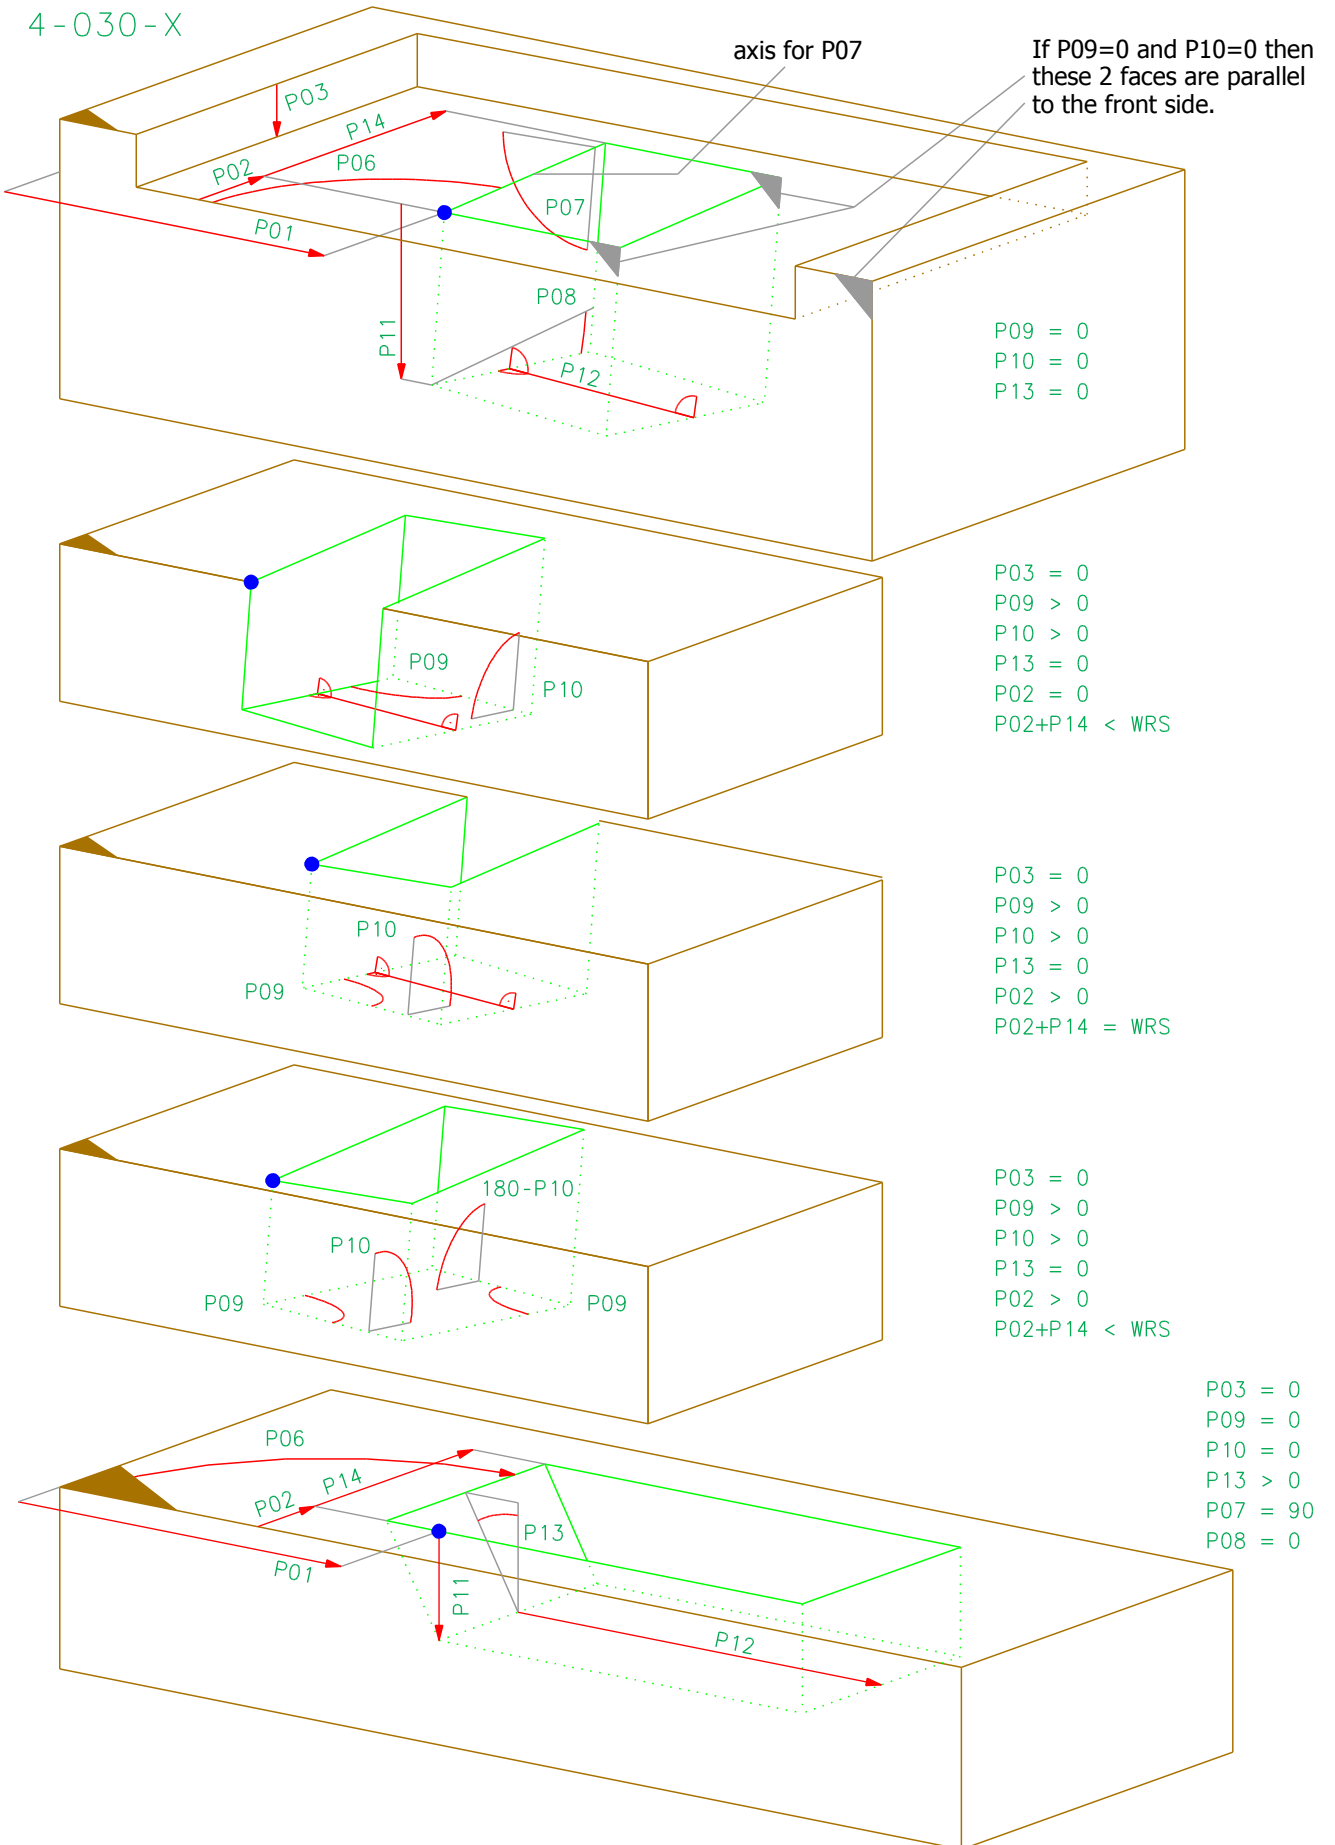 4-030-X
axis for P07
If P09=0 and P10=0 then
these 2 faces are parallel
to the front side.
P03
P14
P02
P06
P07
P01
P08
P11
P12
P09 = 0
P10 = 0
P13 = 0
P09
P10
P03 = 0
P09 > 0
P10 > 0
P13 = 0
P02 = 0
P02+P14 < WRS
P10
P09
P03 = 0
P09 > 0
P10 > 0
P13 = 0
P02 > 0
P02+P14 = WRS
180-P10
P10
P09
P09
P03 = 0
P09 > 0
P10 > 0
P13 = 0
P02 > 0
P02+P14 < WRS
P06
P14
P02
P13
P01
P11
P12
P03 = 0
P09 = 0
P10 = 0
P13 > 0
P07 = 90
P08 = 0